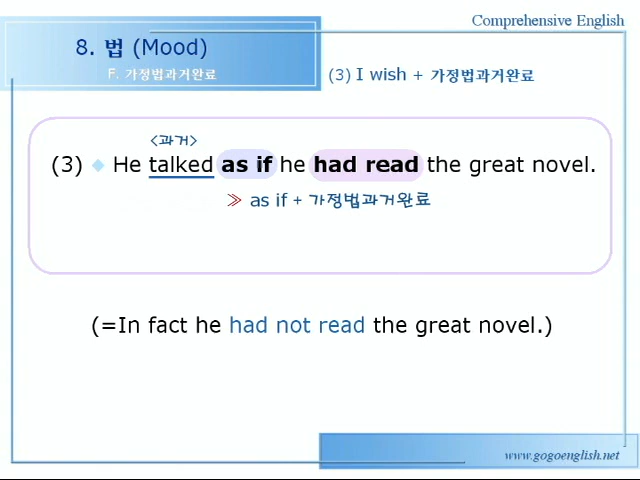 Comprehensive English
8. 법 (Mood)
F. 가정법과거완료
(3) I wish + 가정법과거완료
<과거>
(3) ◆ He talked as if he had read the great novel.
≫ as if + 가정법과거완료
(=In fact he had not read the great novel.)
www.gogoenglish.net